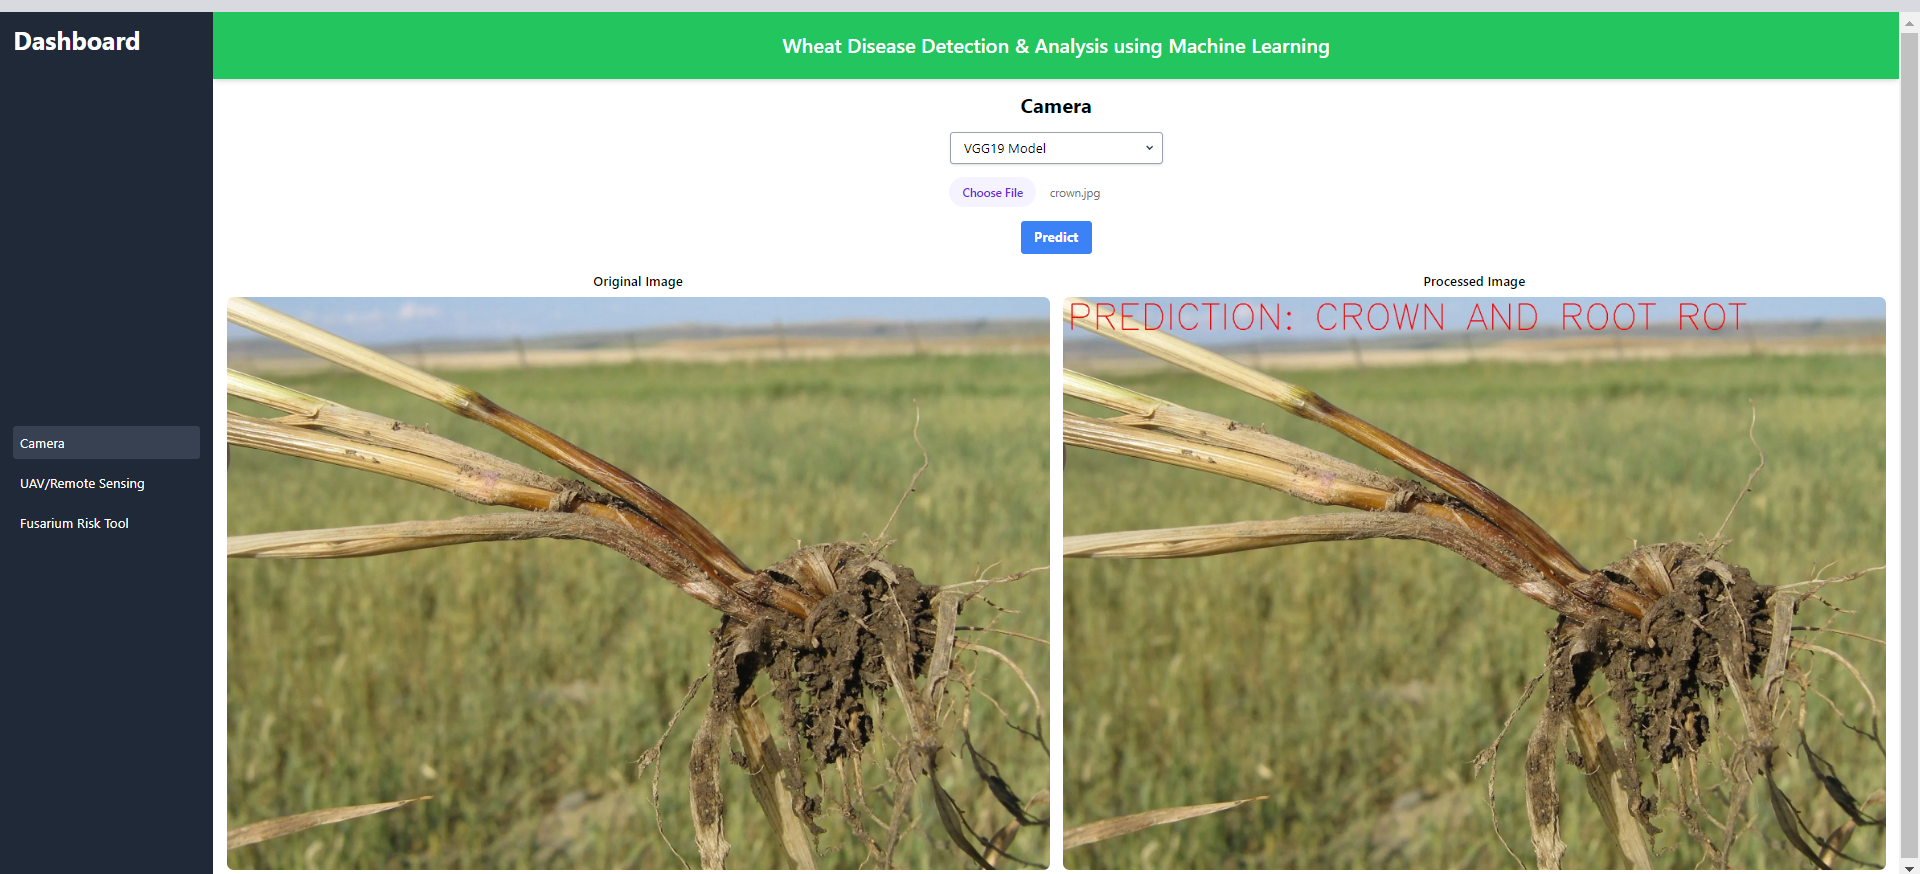 Dashboard
Wheat Disease Detection & Analysis using Machine Learning
Camera
VGG19 Model
Choose File crown.jpg
Predict
Camera
UAV/Remote Sensing
Fusarium Risk Tool
Original Image
Processed Image
PREDICTION: CROWN AND ROOT ROT